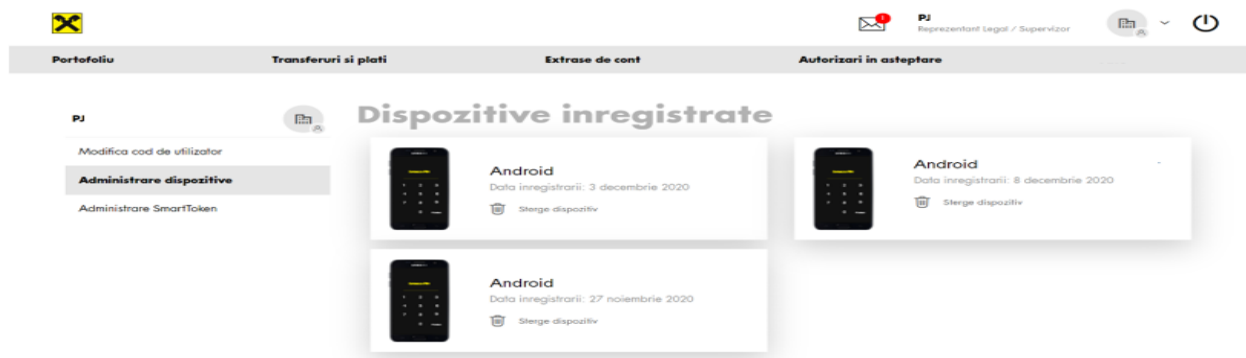 1
PJ
Reprezentant Legal / Supervizor
Portofoliu Transferuri si plati Extrase de cont Autorizari in asteptare
PJ
Modifica cod de utilizator
Administrare dispozitive
Administrare SmartToken
Dispozitive inregistrate
Android
Data inregistrarii: 3 decembrie 2020
Sterge dispozitiv
Android
Data inregistrarii: 8 decembrie 2020
Sterge dispozitiv
Android
Data inregistrarii: 27 noiembrie 2020
Sterge dispozitiv